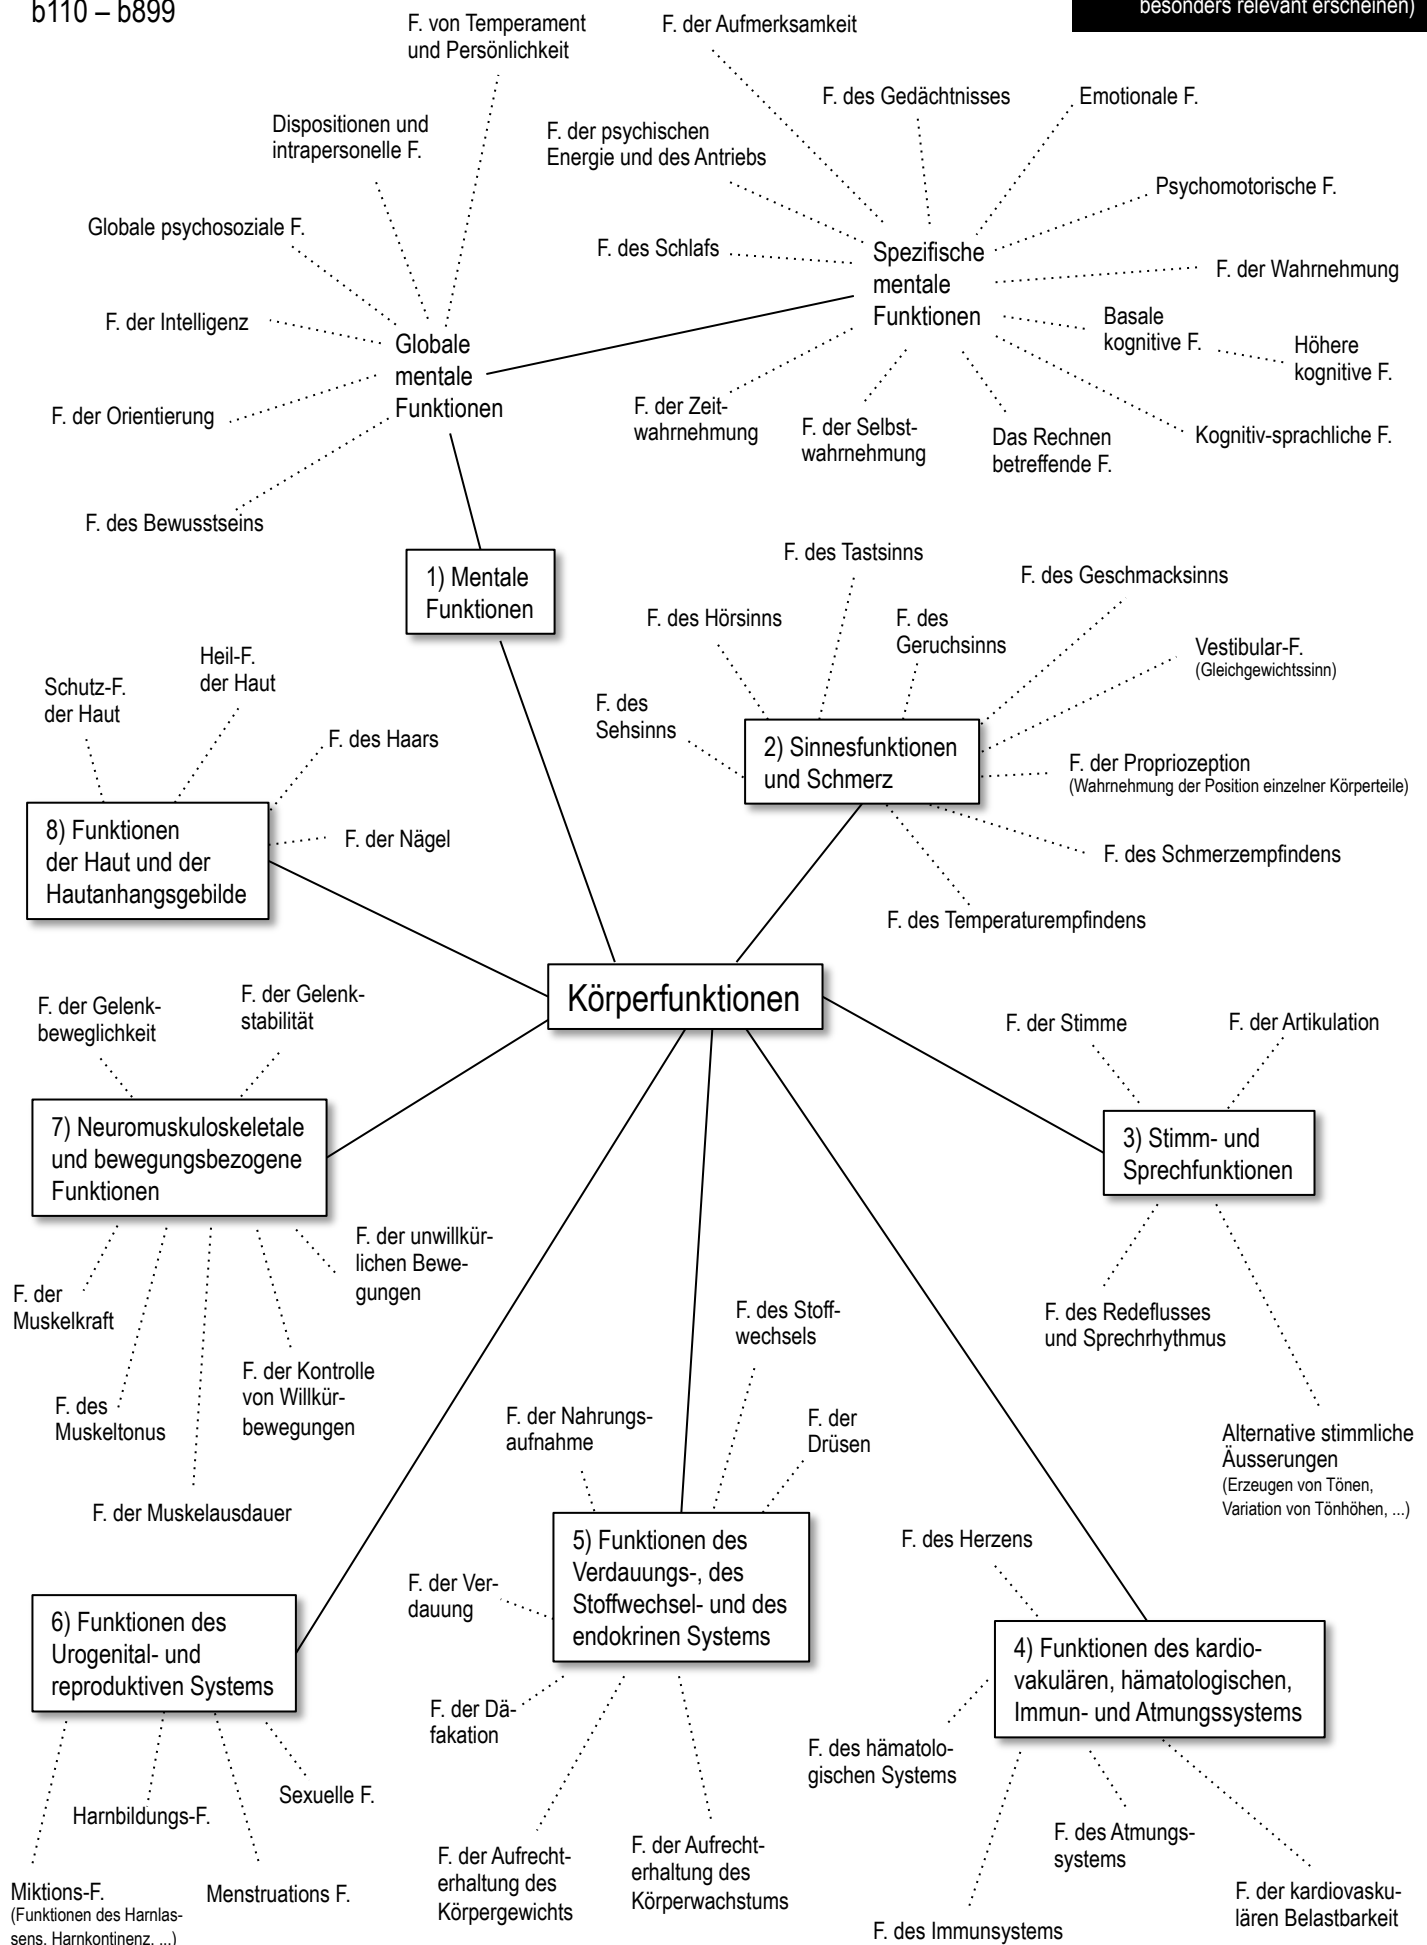 b110 – b899
besonders relevant erscheinen)
F. von Temperament
und Persönlichkeit
F. der Aufmerksamkeit
F. des Gedächtnisses
Emotionale F.
Dispositionen und
intrapersonelle F.
F. der psychischen
Energie und des Antriebs
Psychomotorische F.
Globale psychosoziale F.
F. des Schlafs
Spezifische
mentale
Funktionen
F. der Wahrnehmung
F. der Intelligenz
Globale
mentale
Funktionen
Basale
kognitive F.
Höhere
kognitive F.
F. der Orientierung
F. der Zeit-
wahrnehmung
F. der Selbst-
wahrnehmung
Das Rechnen
betreffende F.
Kognitiv-sprachliche F.
F. des Bewusstseins
1) Mentale
Funktionen
F. des Tastsinns
F. des Geschmacksinns
F. des Hörsinns
F. des
Geruchsinns
Vestibular-F.
(Gleichgewichtssinn)
Schutz-F.
der Haut
Heil-F.
der Haut
F. des
Sehsinns
F. des Haars
2) Sinnesfunktionen
und Schmerz
F. der Propriozeption
(Wahrnehmung der Position einzelner Körperteile)
8) Funktionen
der Haut und der
Hautanhangsgebilde
F. der Nägel
F. des Schmerzempfindens
F. des Temperaturempfindens
Körperfunktionen
F. der Gelenk-
beweglichkeit
F. der Gelenk-
stabilität
F. der Stimme
F. der Artikulation
7) Neuromuskuloskeletale
und bewegungsbezogene
Funktionen
3) Stimm- und
Sprechfunktionen
F. der unwillkür-
lichen Bewe-
gungen
F. der
Muskelkraft
F. des
Muskeltonus
F. der Kontrolle
von Willkür-
bewegungen
F. der Muskelausdauer
F. des Stoff-
wechsels
F. des Redeflusses
und Sprechrhythmus
F. der Nahrungs-
aufnahme
F. der
Drüsen
Alternative stimmliche
Äusserungen
(Erzeugen von Tönen,
Variation von Tönhöhen, ...)
5) Funktionen des
Verdauungs-, des
Stoffwechsel- und des
endokrinen Systems
F. des Herzens
F. der Ver-
dauung
6) Funktionen des
Urogenital- und
reproduktiven Systems
4) Funktionen des kardio-
vakulären, hämatologischen,
Immun- und Atmungssystems
F. der Dä-
fakation
F. des hämatolo-
gischen Systems
Sexuelle F.
Harnbildungs-F.
F. der Aufrecht-
erhaltung des
Körpergewichts
F. der Aufrecht-
erhaltung des
Körperwachstums
F. des Atmungs-
systems
Miktions-F.
(Funktionen des Harnlas-
sens, Harnkontinenz, ...)
Menstruations F.
F. des Immunsystems
F. der kardiovasku-
lären Belastbarkeit